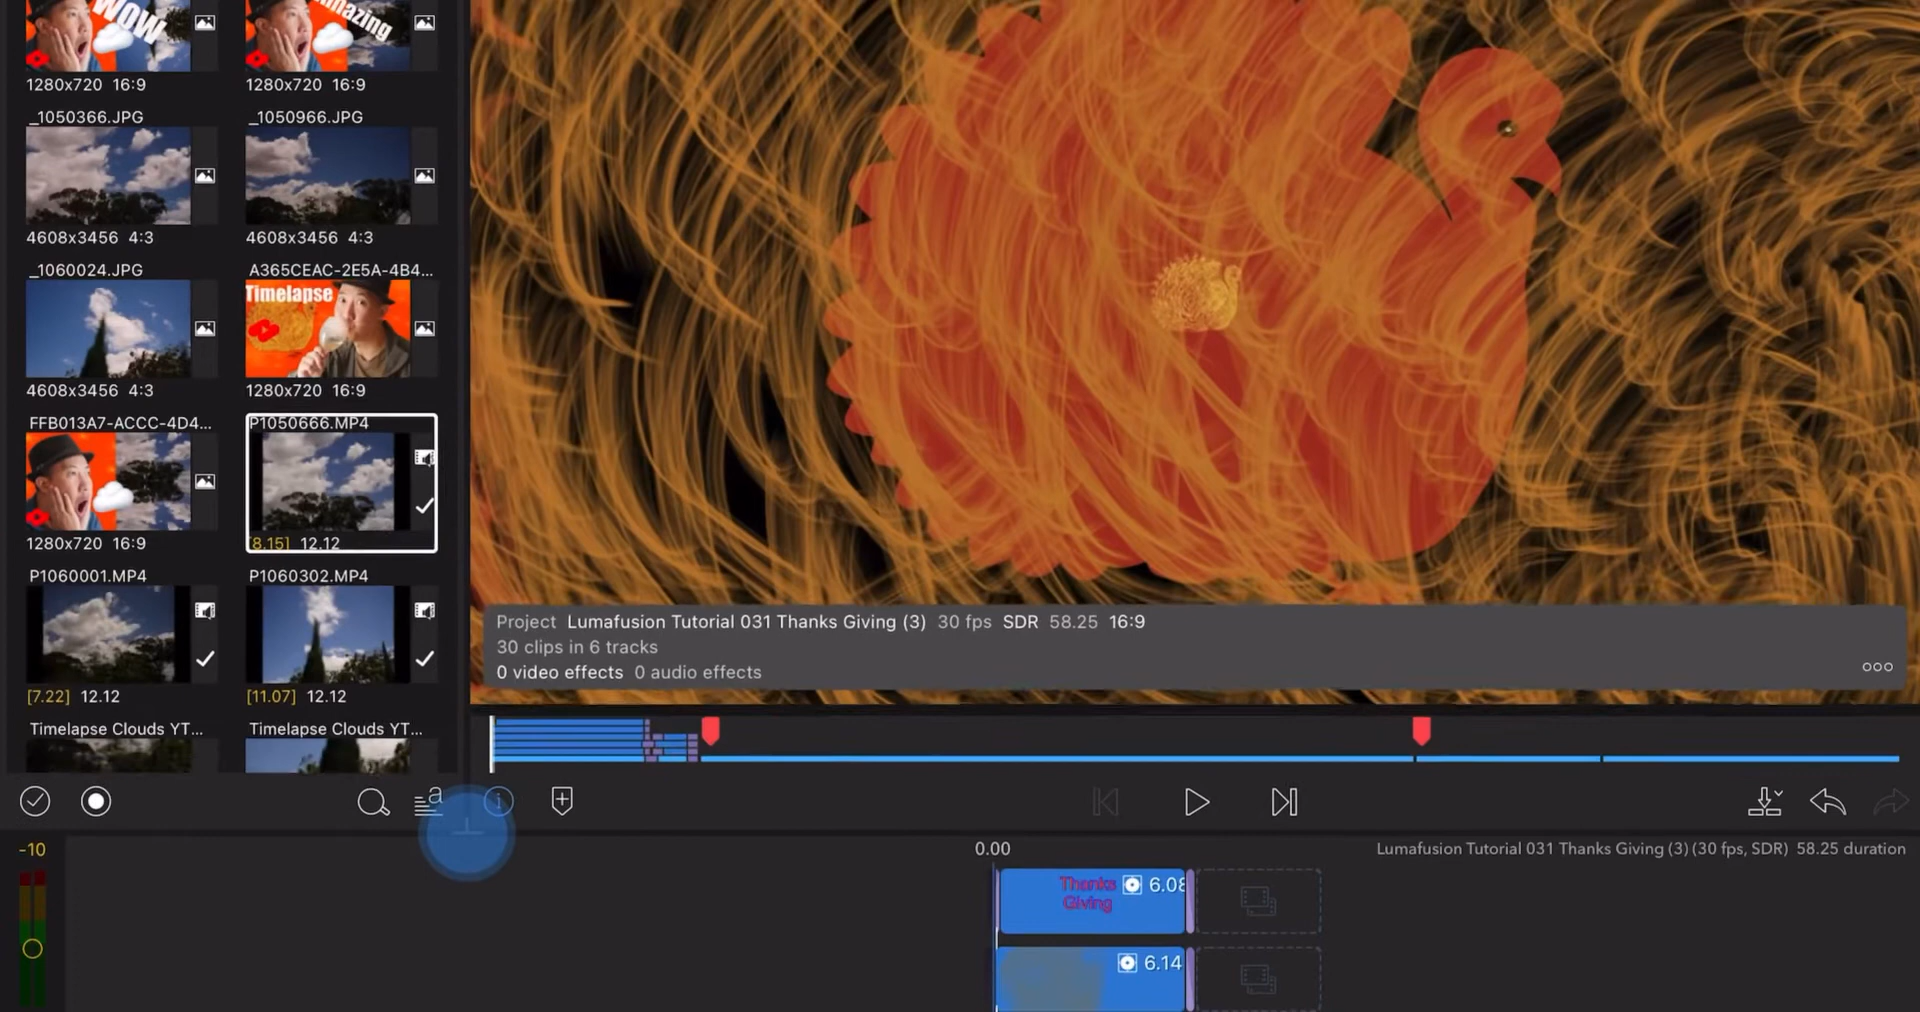 WOW
Amazing
1280x720 16:9
1280x720 16:9
_1050366.JPG
_1050966.JPG
4608x3456 4:3
4608x3456 4:3
_1060024.JPG
A365CEAC-2E5A-4B4...
Timelapse
4608x3456 4:3
1280x720 16:9
FFB013A7-ACCC-4D4...
P1050666.MP4
1280x720 16:9
[8.15] 12.12
P1060001.MP4
P1060302.MP4
[7.22] 12.12
[11.07] 12.12
Timelapse Clouds YT...
Timelapse Clouds YT...
Project Lumafusion Tutorial 031 Thanks Giving (3) 30 fps SDR 58.25 16:9
30 clips in 6 tracks
0 video effects 0 audio effects
a
-10
0.00
Lumafusion Tutorial 031 Thanks Giving (3) (30 fps, SDR) 58.25 duration
Thanks
Giving
6.08
6.14